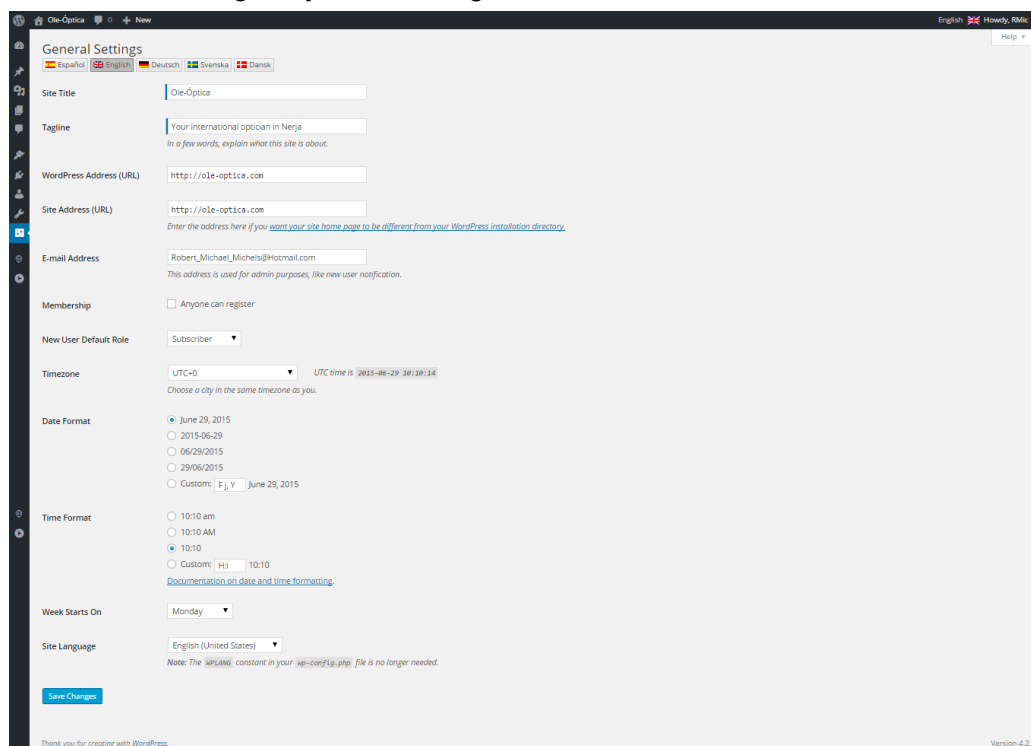 Ole-Óptica 0 + New English Howdy, RMic
Help
General Settings
Español English Deutsch Svenska Dansk
Site Title Ole-Óptica
Tagline Your international optician in Nerja
In a few words, explain what this site is about.
WordPress Address (URL) http://ole-optica.com
Site Address (URL) http://ole-optica.com
Enter the address here if you want your site home page to be different from your WordPress installation directory.
E-mail Address Robert_Michael_Michels@Hotmail.com
This address is used for admin purposes, like new user notification.
Membership Anyone can register
New User Default Role Subscriber
Timezone UTC+0 UTC time is 2015-06-29 10:10:14
Choose a city in the same timezone as you.
Date Format June 29, 2015
2015-06-29
06/29/2015
29/06/2015
Custom: F j, Y June 29, 2015
Time Format 10:10 am
10:10 AM
10:10
Custom: H:i 10:10
Documentation on date and time formatting.
Week Starts On Monday
Site Language English (United States)
Note: The WPLANG constant in your wp-config.php file is no longer needed.
Save Changes
Thank you for creating with WordPress. Version 4.2